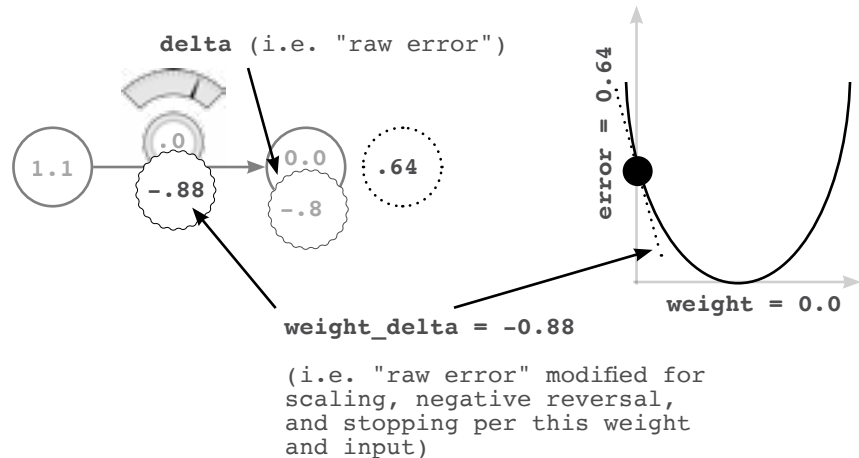 delta (i.e. "raw error")
.0
1.1
0.0
.64
-.88
-.8
error = 0.64
weight = 0.0
weight_delta = -0.88
(i.e. "raw error" modified for
scaling, negative reversal,
and stopping per this weight
and input)